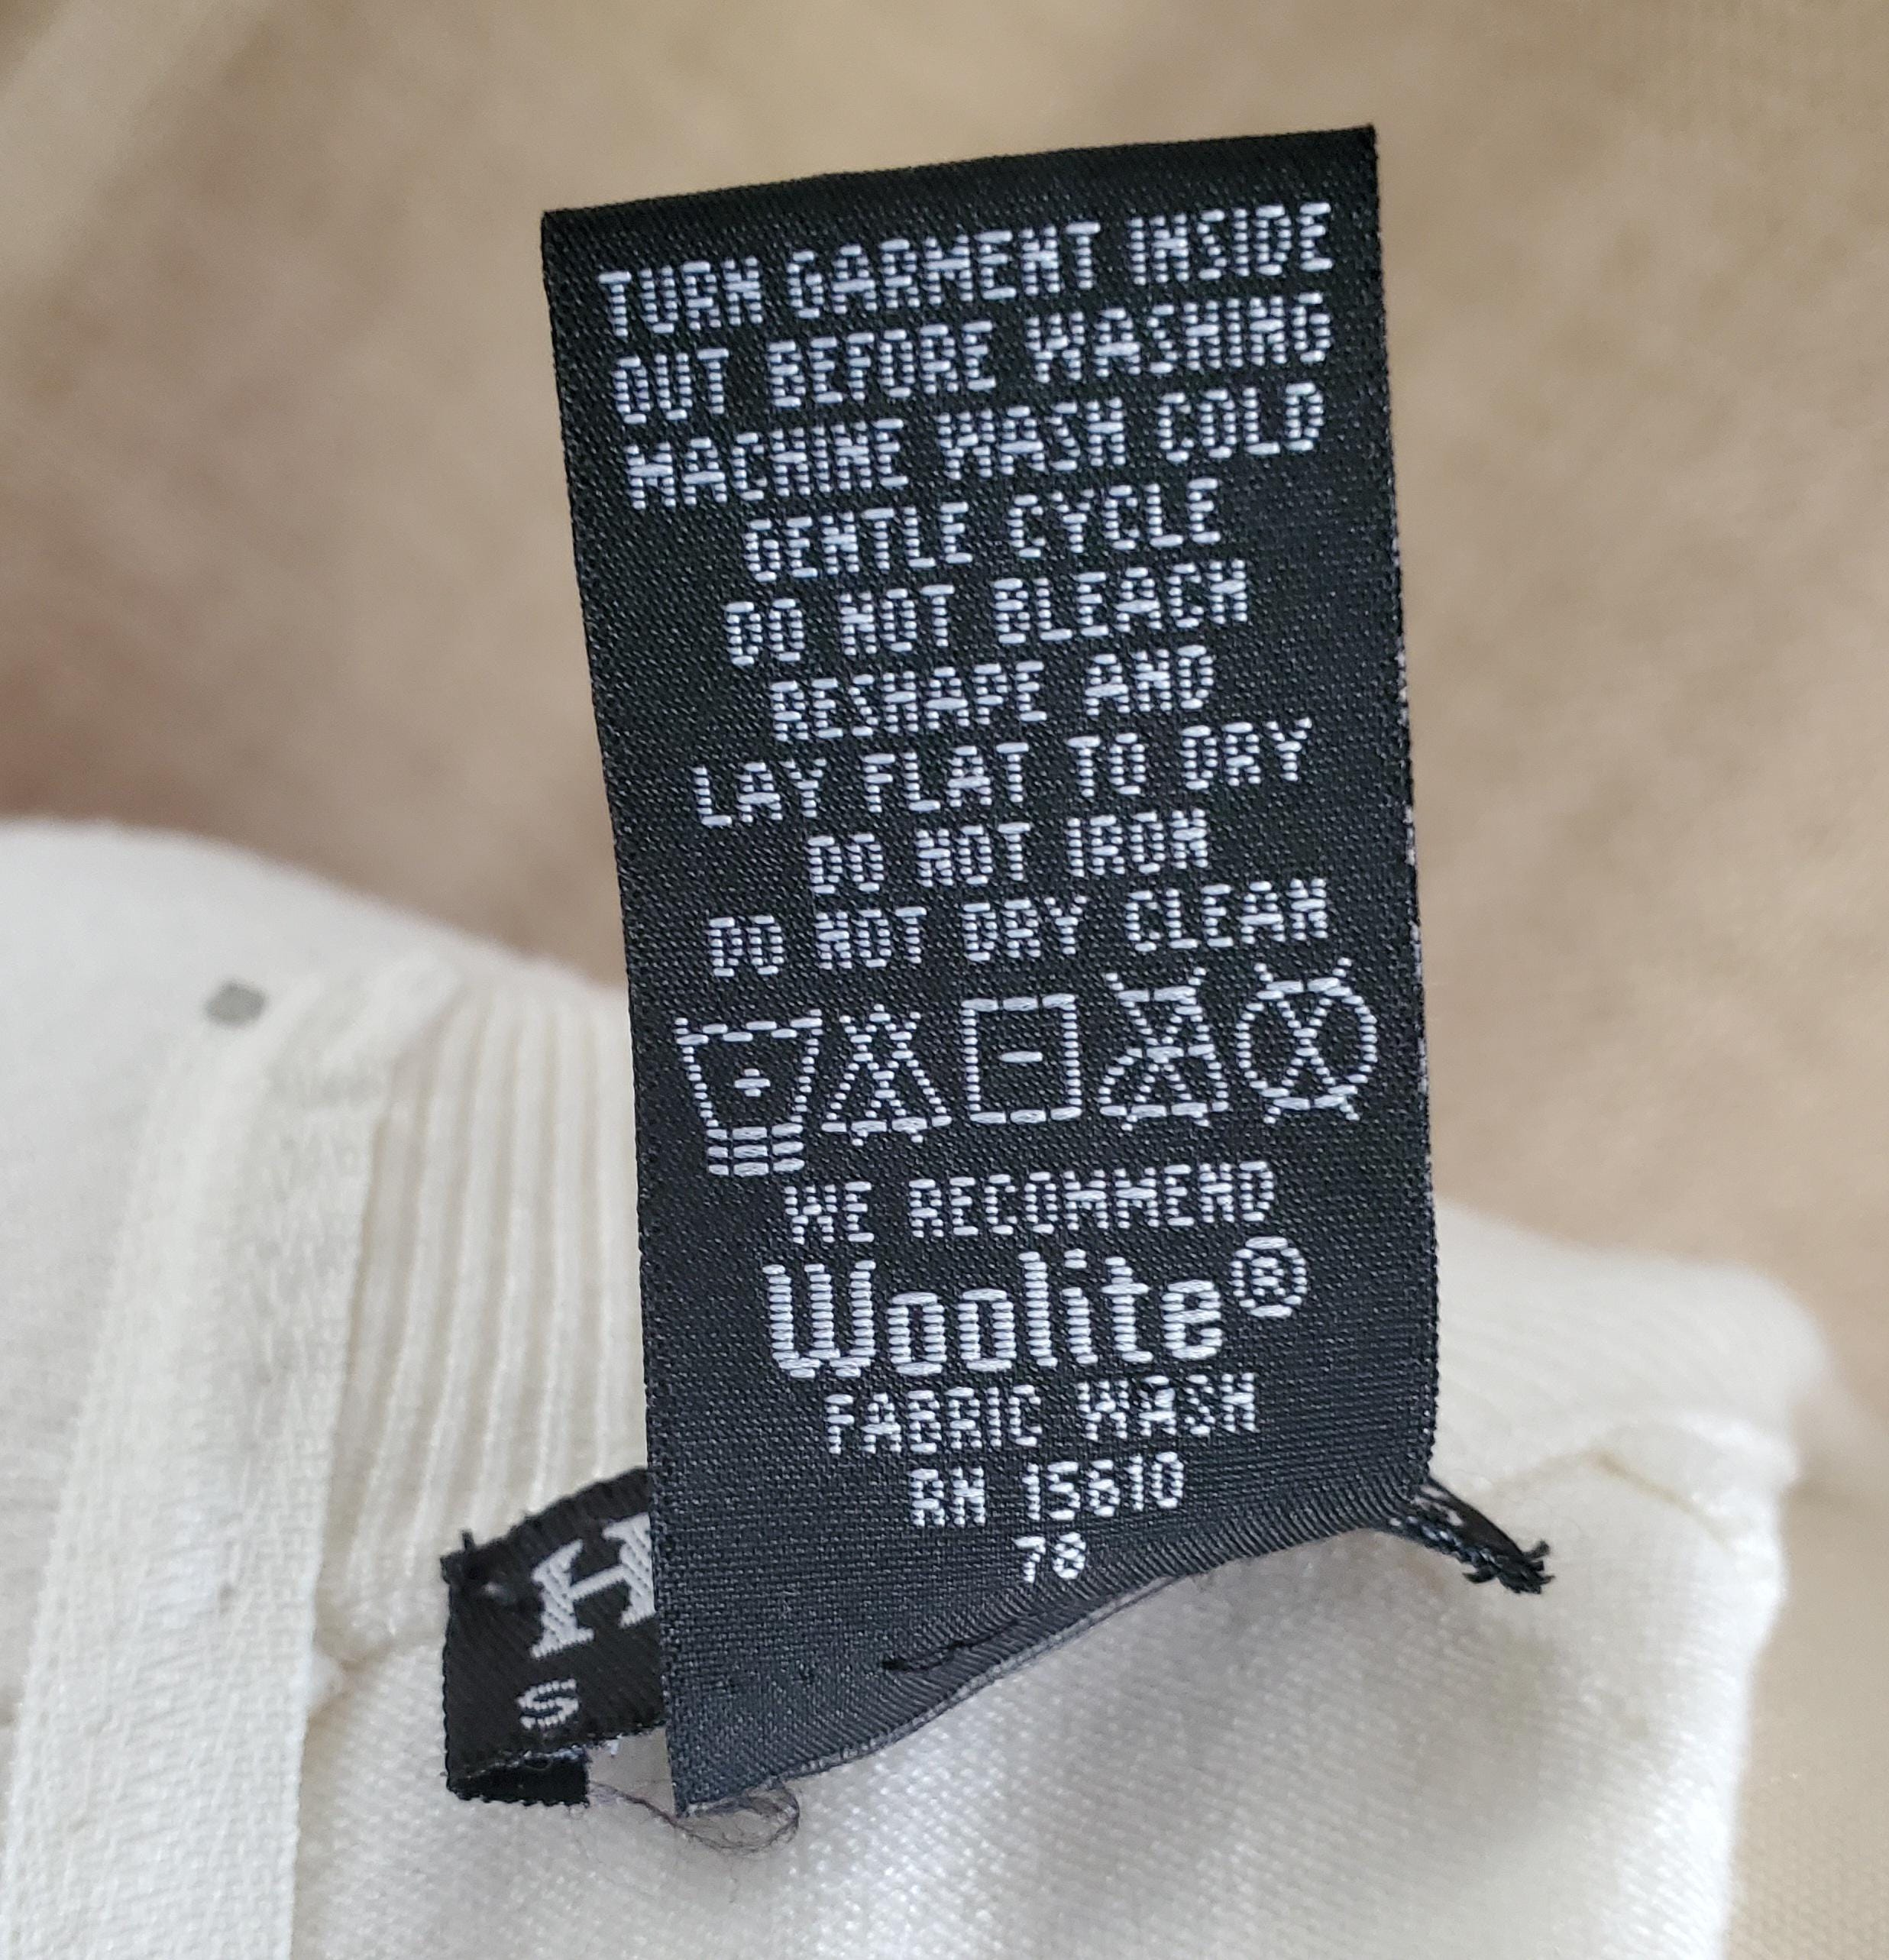 TURN GARMENT INSIDE
OUT BEFORE WASHING
MACHINE WASH COLD
GENTLE CYCLE
DO NOT BLEACH
RESHAPE AND
LAY FLAT TO DRY
DO NOT IRON
DO NOT DRY CLEAN
WE RECOMMEND
Woolite®
FABRIC WASH
RN 15610
78
H
S